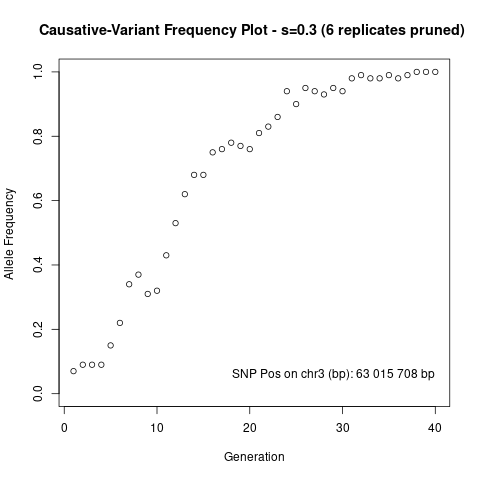 Causative-Variant Frequency Plot - s=0.3 (6 replicates pruned)
Allele Frequency
1.0
0.8
0.6
0.4
0.2
0.0
SNP Pos on chr3 (bp): 63 015 708 bp
0 10 20 30 40
Generation